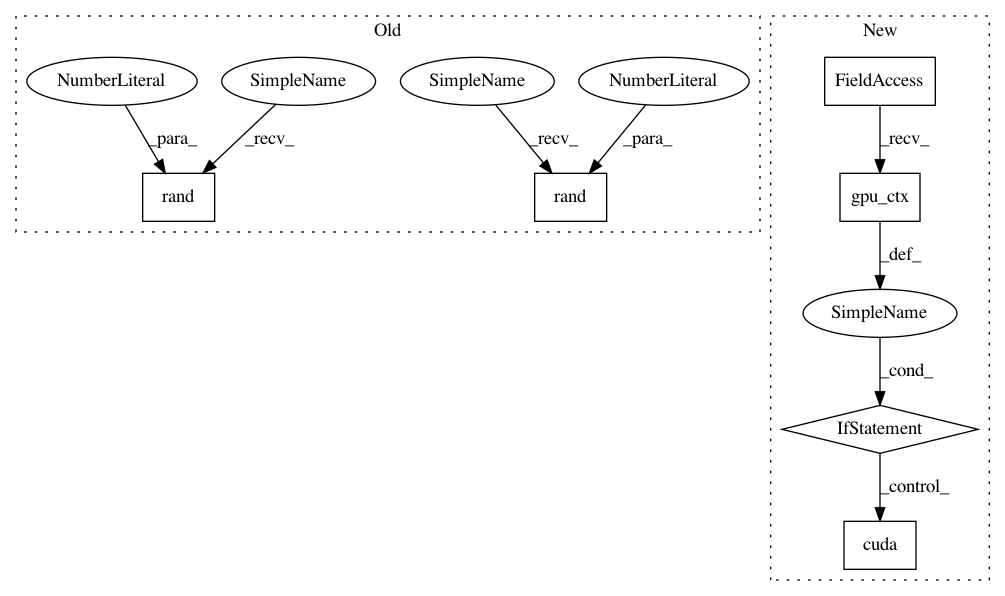 Old
New
NumberLiteral
SimpleName
SimpleName
NumberLiteral
FieldAccess
_para_
_recv_
_recv_
_para_
_recv_
rand
rand
gpu_ctx
_def_
SimpleName
_cond_
IfStatement
_control_
cuda